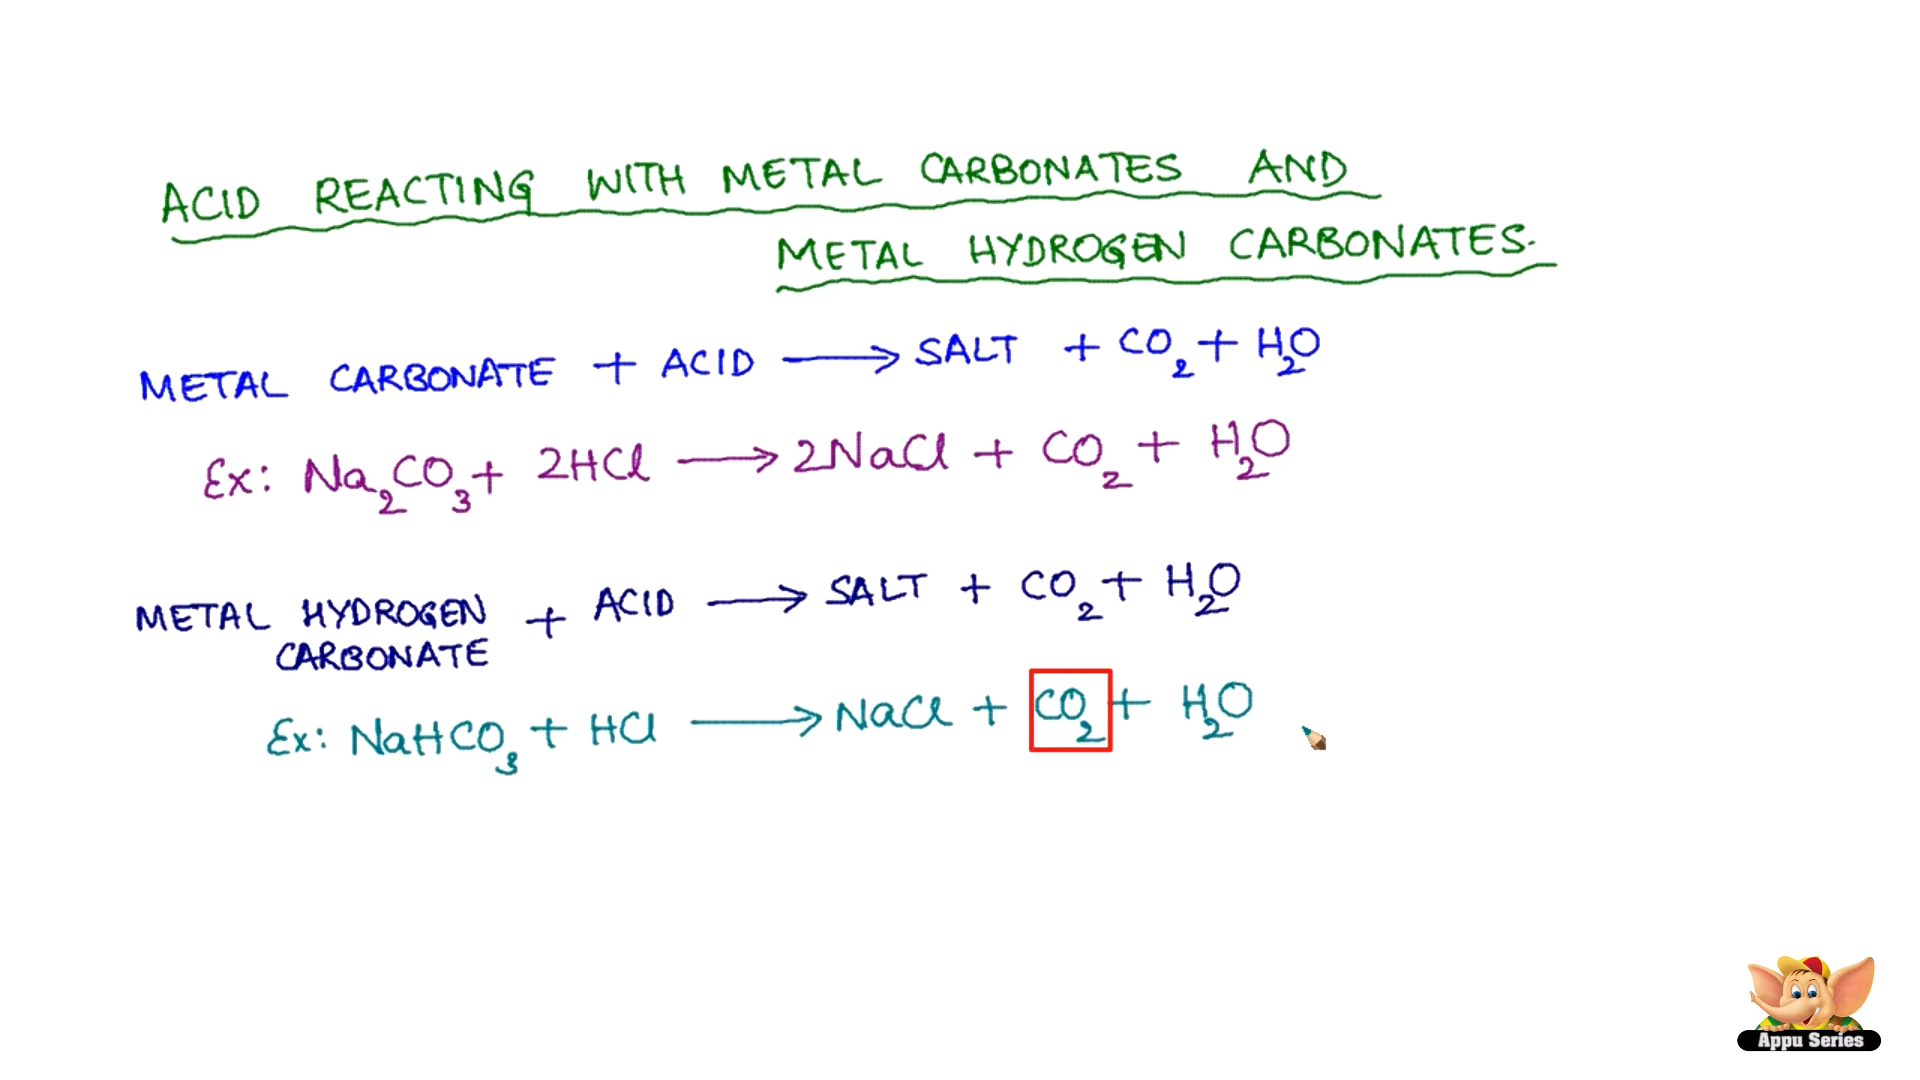 ACID REACTING WITH METAL CARBONATES AND
METAL HYDROGEN CARBONATES.
METAL CARBONATE + ACID ⟶ SALT + CO₂ + H₂O
Ex: Na₂CO₃ + 2HCl ⟶ 2NaCl + CO₂ + H₂O
METAL HYDROGEN CARBONATE + ACID ⟶ SALT + CO₂ + H₂O
Ex: NaHCO₃ + HCl ⟶ NaCl + CO₂ + H₂O
Appu Series